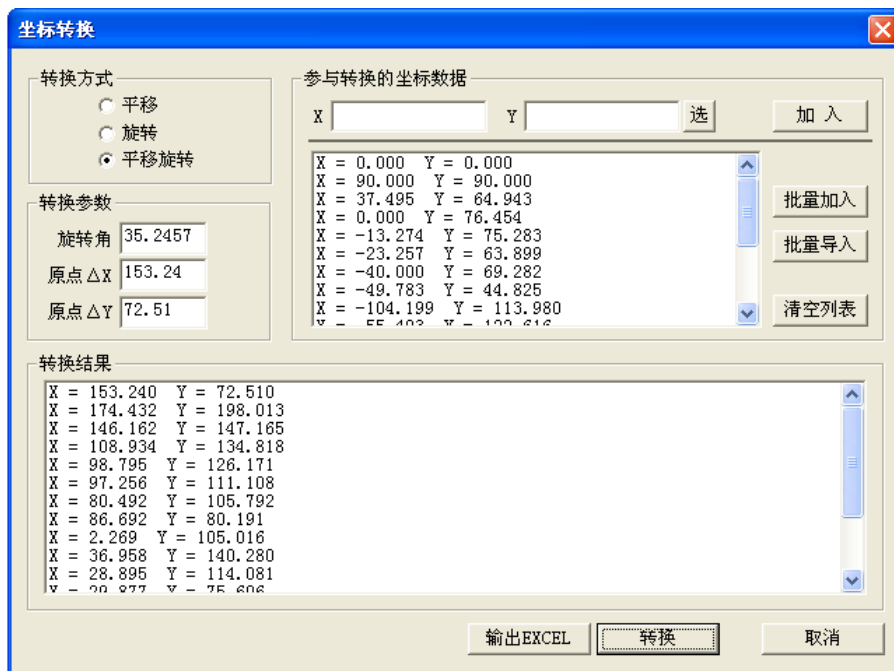 坐标转换
转换方式
平移
旋转
平移旋转
转换参数
旋转角 35.2457
原点△X 153.24
原点△Y 72.51
参与转换的坐标数据
X Y 选 加 入
X = 0.000 Y = 0.000
X = 90.000 Y = 90.000
X = 37.495 Y = 64.943
X = 0.000 Y = 76.454
X = -13.274 Y = 75.283
X = -23.257 Y = 63.899
X = -40.000 Y = 69.282
X = -49.783 Y = 44.825
X = -104.199 Y = 113.980
批量加入
批量导入
清空列表
转换结果
X = 153.240 Y = 72.510
X = 174.432 Y = 198.013
X = 146.162 Y = 147.165
X = 108.934 Y = 134.818
X = 98.795 Y = 126.171
X = 97.256 Y = 111.108
X = 80.492 Y = 105.792
X = 86.692 Y = 80.191
X = 2.269 Y = 105.016
X = 36.958 Y = 140.280
X = 28.895 Y = 114.081
输出EXCEL 转换 取消